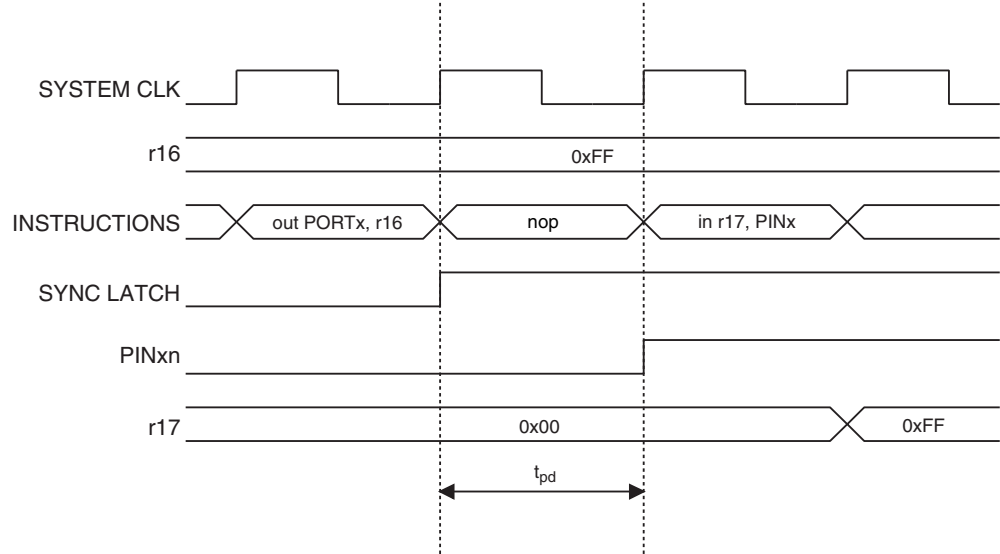 SYSTEM CLK
r16
0xFF
INSTRUCTIONS
out PORTx, r16
nop
in r17, PINx
SYNC LATCH
PINxn
r17
0x00
0xFF
tpd